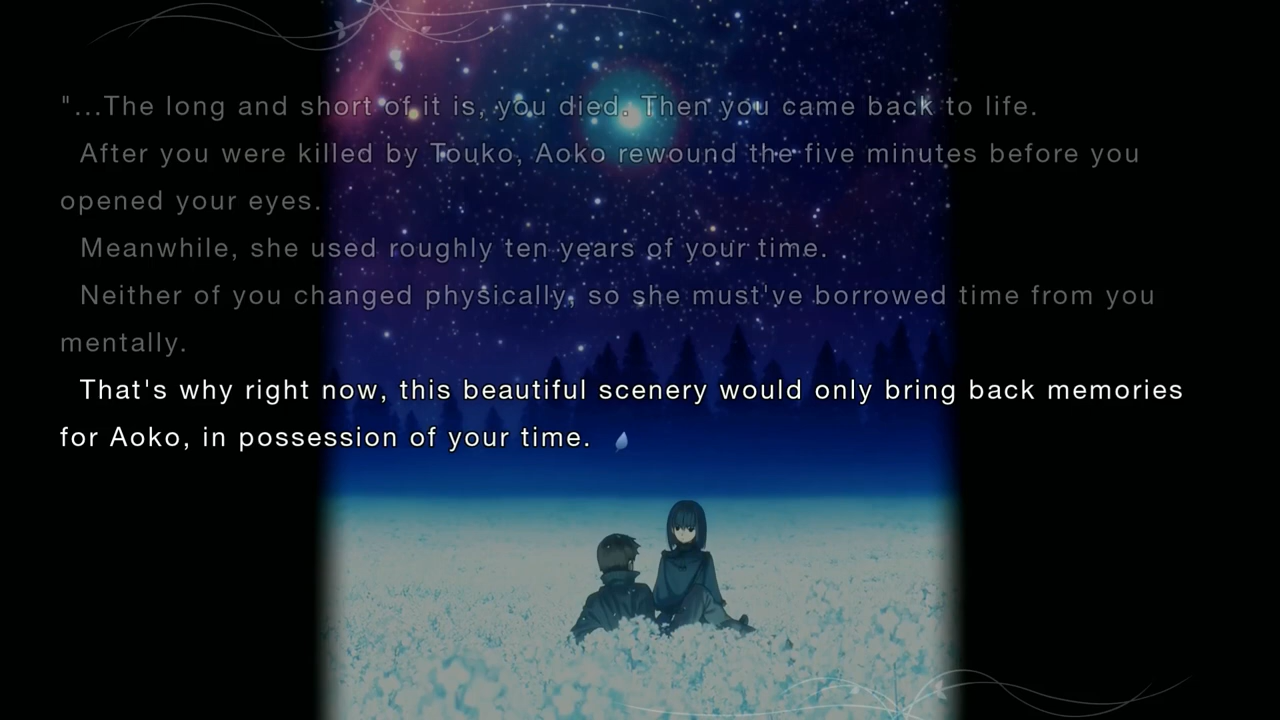 "...The long and short of it is, you died. Then you came back to life.
After you were killed by Touko, Aoko rewound the five minutes before you
opened your eyes.
Meanwhile, she used roughly ten years of your time.
Neither of you changed physically, so she must've borrowed time from you
mentally.
That's why right now, this beautiful scenery would only bring back memories
for Aoko, in possession of your time.